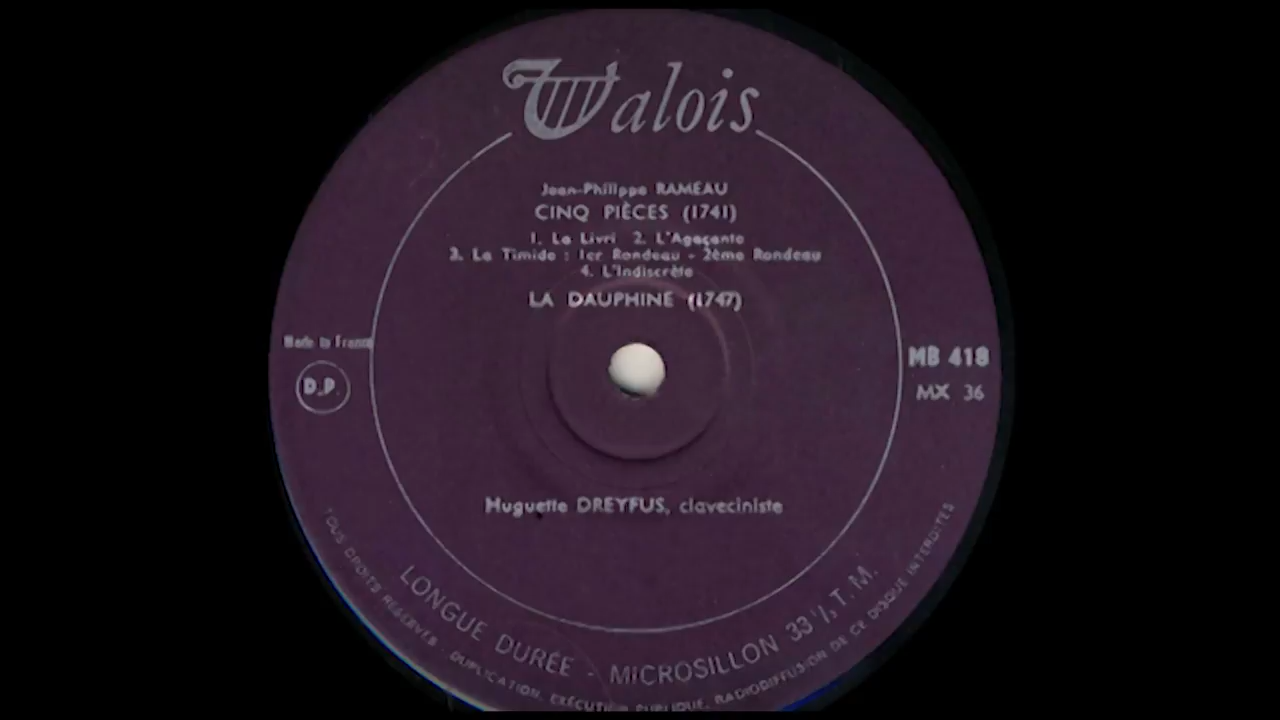 Valois
Jean-Philippe RAMEAU
CINQ PIÈCES (1741)
1. La Livri 2. L'Agaçante
3. La Timide : 1er Rondeau - 2ème Rondeau
4. L'Indiscrète
LA DAUPHINE (1747)
Made in France
D.P.
MB 418
MX 36
Huguette DREYFUS, claveciniste
LONGUE DURÉE - MICROSILLON 33 1/3 T.M.
TOUS DROITS RÉSERVÉS - DUPLICATION, EXÉCUTION PUBLIQUE, RADIODIFFUSION DE CE DISQUE INTERDITES